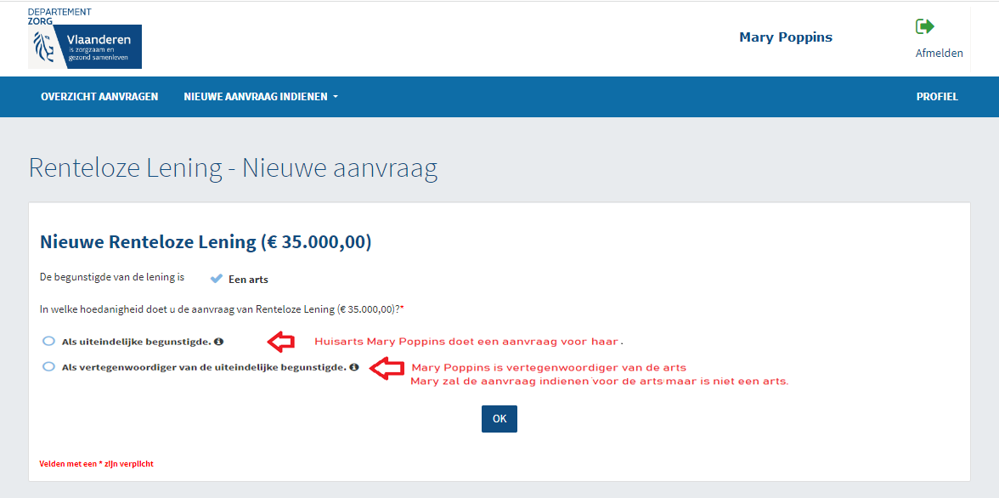 DEPARTEMENT
ZORG
Vlaanderen
is zorgzaam en
gezond samenleven
Mary Poppins
Afmelden
OVERZICHT AANVRAGEN NIEUWE AANVRAAG INDIENEN PROFIEL
Renteloze Lening - Nieuwe aanvraag
Nieuwe Renteloze Lening (€ 35.000,00)
De begunstigde van de lening is Een arts
In welke hoedanigheid doet u de aanvraag van Renteloze Lening (€ 35.000,00)?*
Als uiteindelijke begunstigde. Huisarts Mary Poppins doet een aanvraag voor haar.
Als vertegenwoordiger van de uiteindelijke begunstigde. Mary Poppins is vertegenwoordiger van de arts
Mary zal de aanvraag indienen voor de arts maar is niet een arts.
OK
Velden met een * zijn verplicht